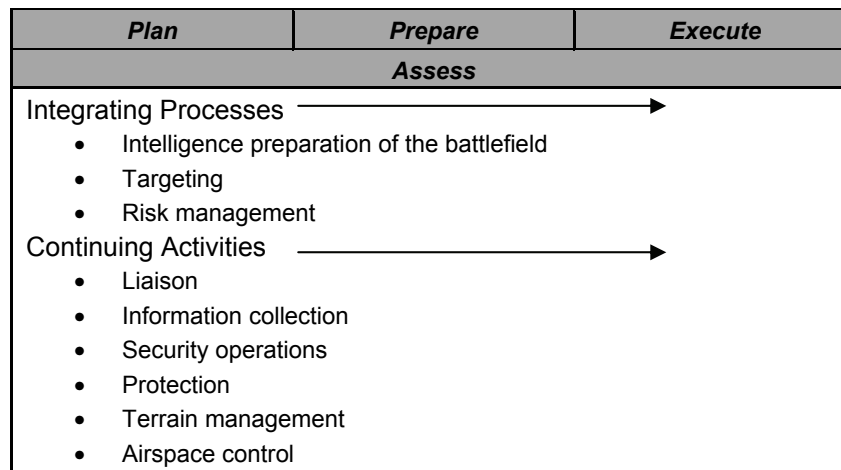 Plan Prepare Execute
Assess
Integrating Processes
• Intelligence preparation of the battlefield
• Targeting
• Risk management
Continuing Activities
• Liaison
• Information collection
• Security operations
• Protection
• Terrain management
• Airspace control